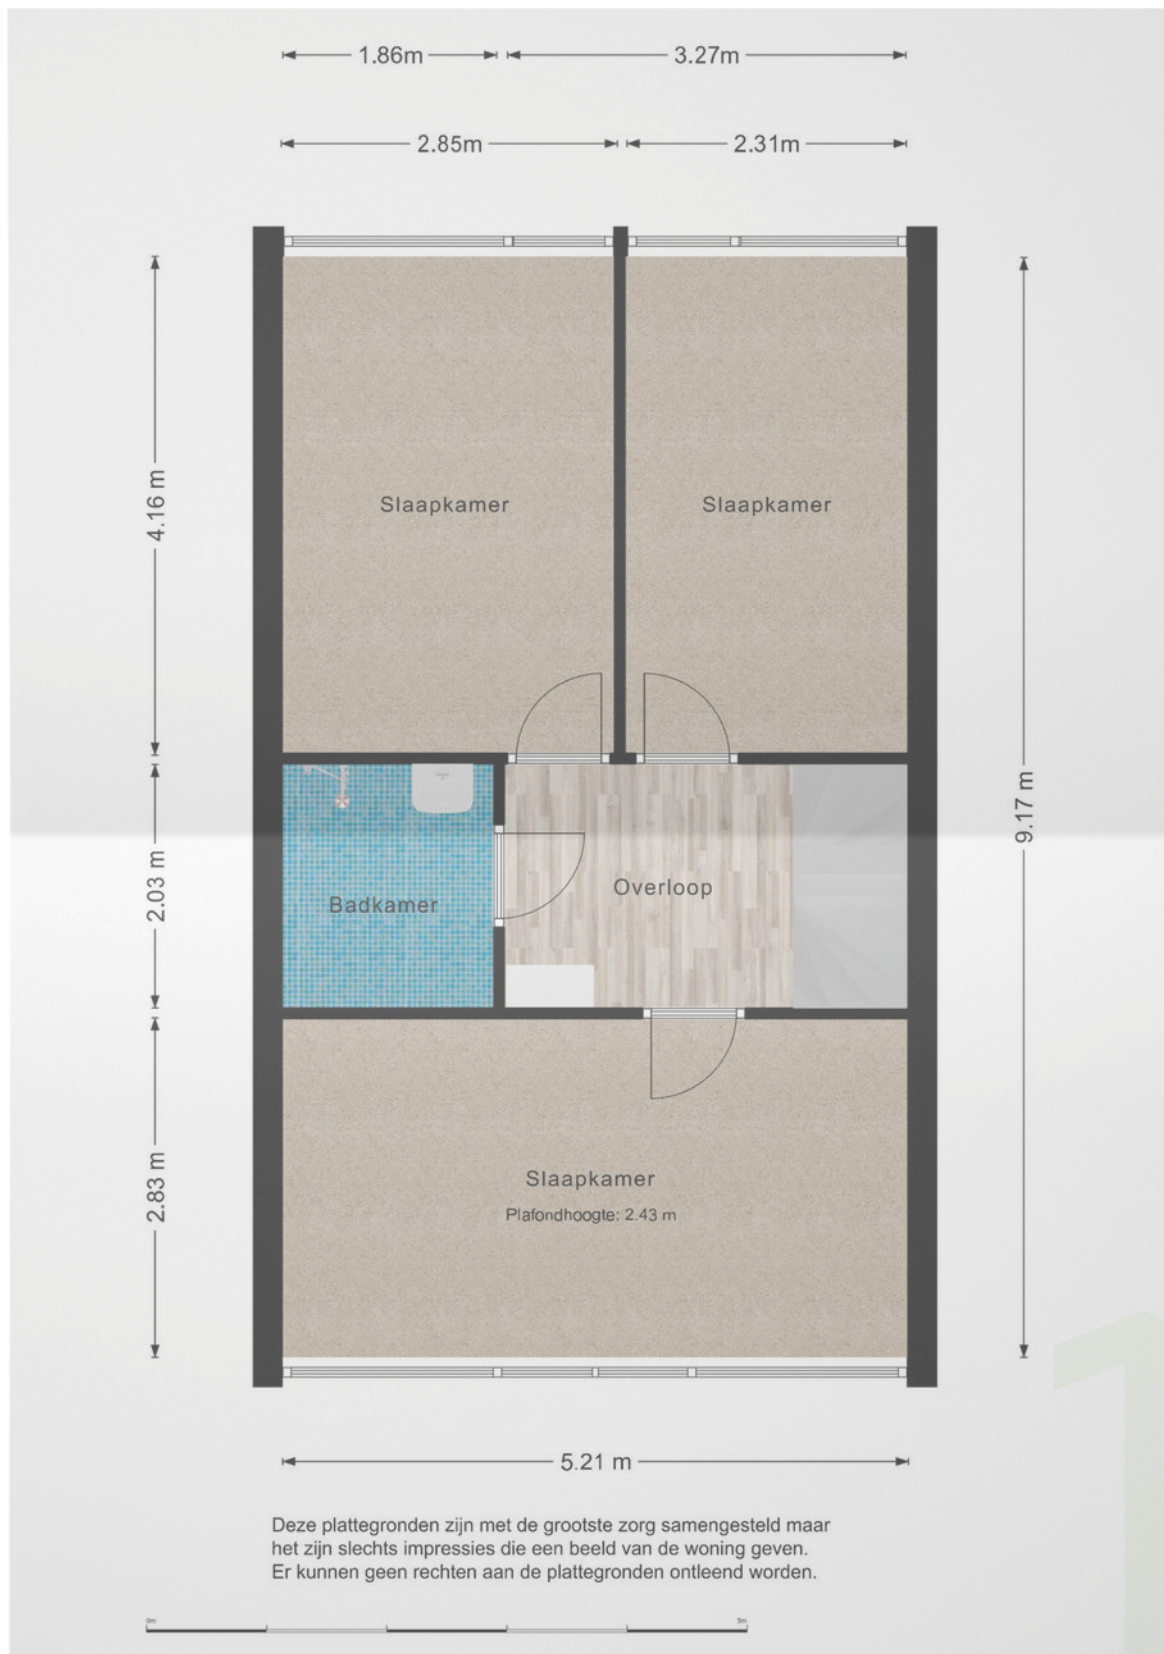 1.86m 3.27m
2.85m 2.31m
4.16 m
Slaapkamer Slaapkamer
9.17 m
2.03 m
Overloop
Badkamer
2.83 m
Slaapkamer
Plafondhoogte: 2.43 m
5.21 m
Deze plattegronden zijn met de grootste zorg samengesteld maar
het zijn slechts impressies die een beeld van de woning geven.
Er kunnen geen rechten aan de plattegronden ontleend worden.
0m 5m